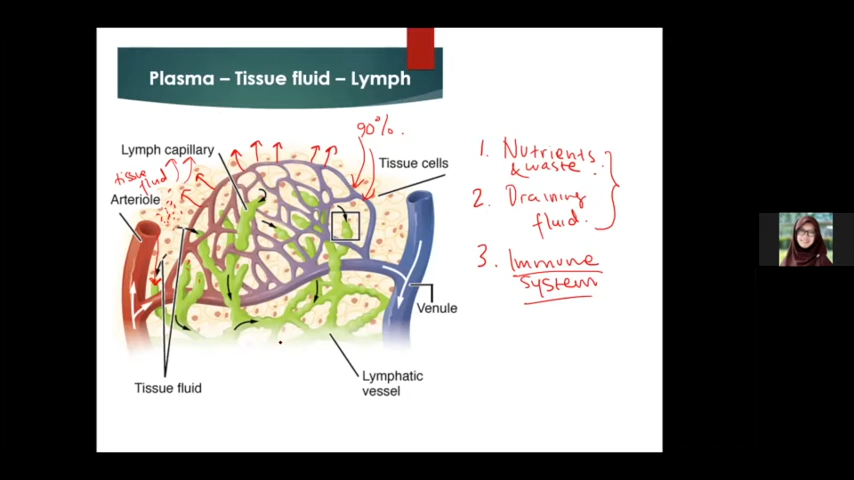 Plasma – Tissue fluid – Lymph
90%.
Lymph capillary
tissue
fluid
Tissue cells
Arteriole
Venule
Tissue fluid
Lymphatic
vessel
1. Nutrients
& waste.
2. Draining
fluid.
3. Immune
system